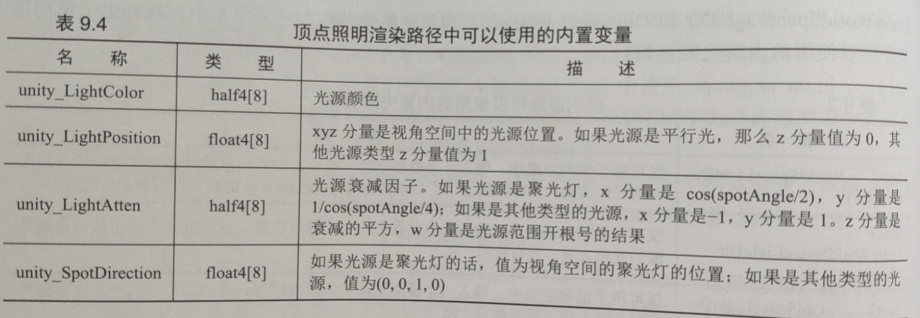 表 9.4
顶点照明渲染路径中可以使用的内置变量
名 称 类 型 描 述
unity_LightColor half4[8] 光源颜色
unity_LightPosition float4[8] xyz 分量是视角空间中的光源位置。如果光源是平行光，那么 z 分量值为 0，其
他光源类型 z 分量值为 1
unity_LightAtten half4[8] 光源衰减因子。如果光源是聚光灯，x 分量是 cos(spotAngle/2)，y 分量是
1/cos(spotAngle/4)；如果是其他类型的光源，x 分量是−1，y 分量是 1。z 分量是
衰减的平方，w 分量是光源范围开根号的结果
unity_SpotDirection float4[8] 如果光源是聚光灯的话，值为视角空间的聚光灯的位置；如果是其他类型的光
源，值为(0, 0, 1, 0)